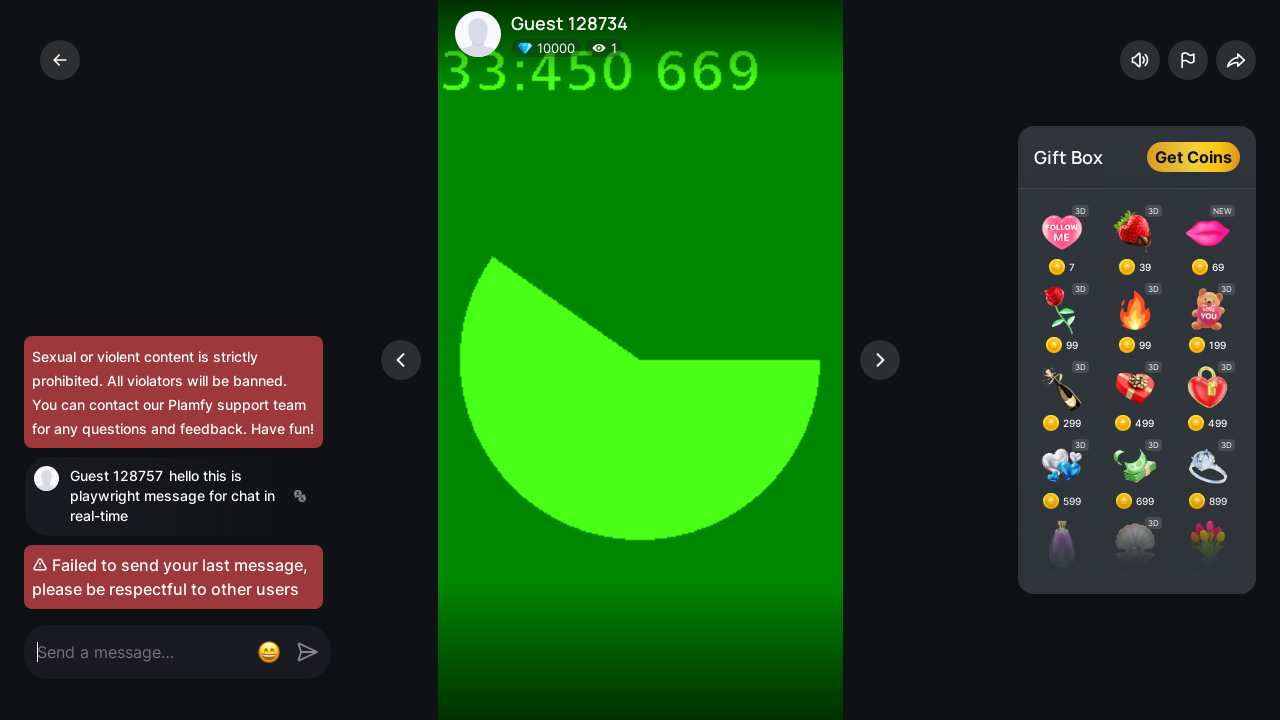 Guest 128734
10000 1
33:450 669
Gift Box
Get Coins
3D
3D
NEW
FOLLOW
ME
7
39
69
3D
3D
3D
LOVE
YOU
99
99
199
3D
3D
3D
299
499
499
3D
3D
3D
599
699
899
3D
Sexual or violent content is strictly
prohibited. All violators will be banned.
You can contact our Plamfy support team
for any questions and feedback. Have fun!
Guest 128757 hello this is
playwright message for chat in
real-time
Failed to send your last message,
please be respectful to other users
Send a message...